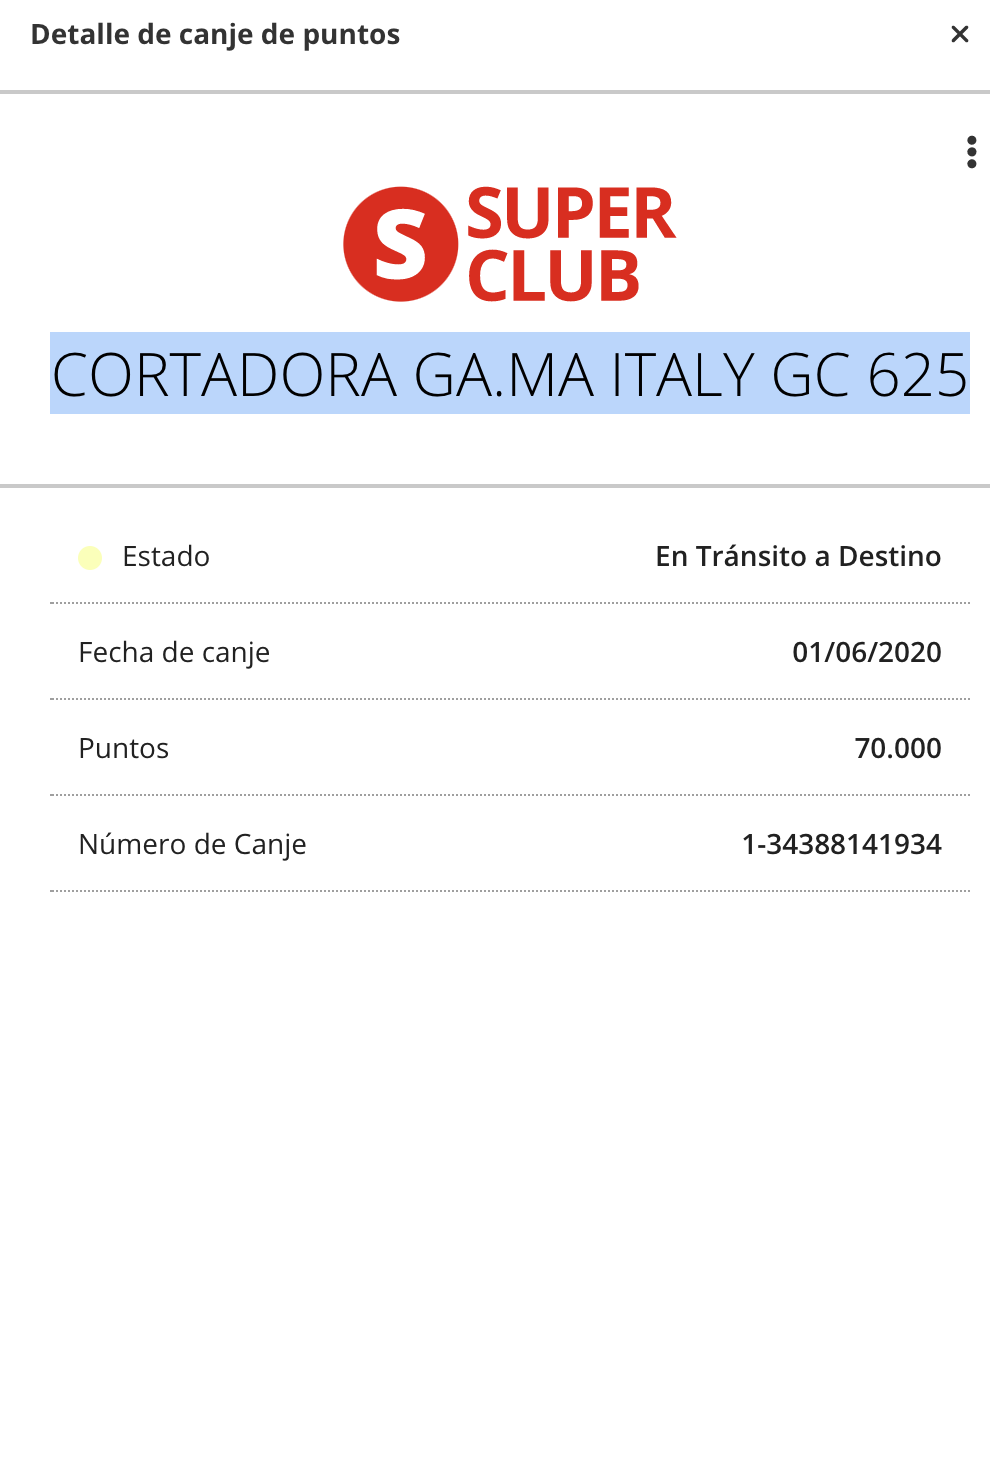 Detalle de canje de puntos
S SUPER
CLUB
CORTADORA GA.MA ITALY GC 625
Estado En Tránsito a Destino
Fecha de canje 01/06/2020
Puntos 70.000
Número de Canje 1-34388141934